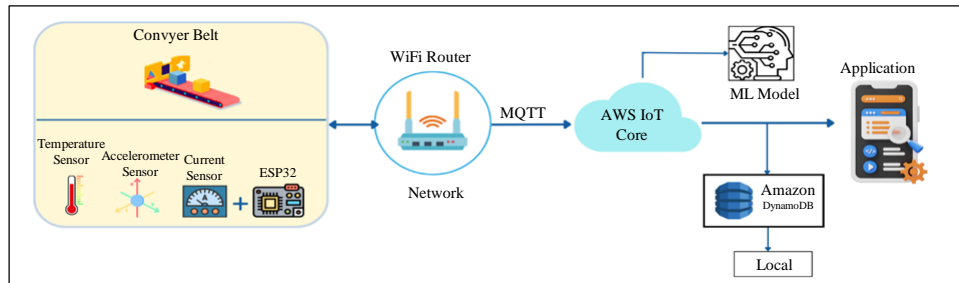 Convyer Belt
Temperature
Sensor
Accelerometer
Sensor
Current
Sensor
A
ESP32
WiFi Router
Network
MQTT
AWS IoT
Core
ML Model
Application
Amazon
DynamoDB
Local